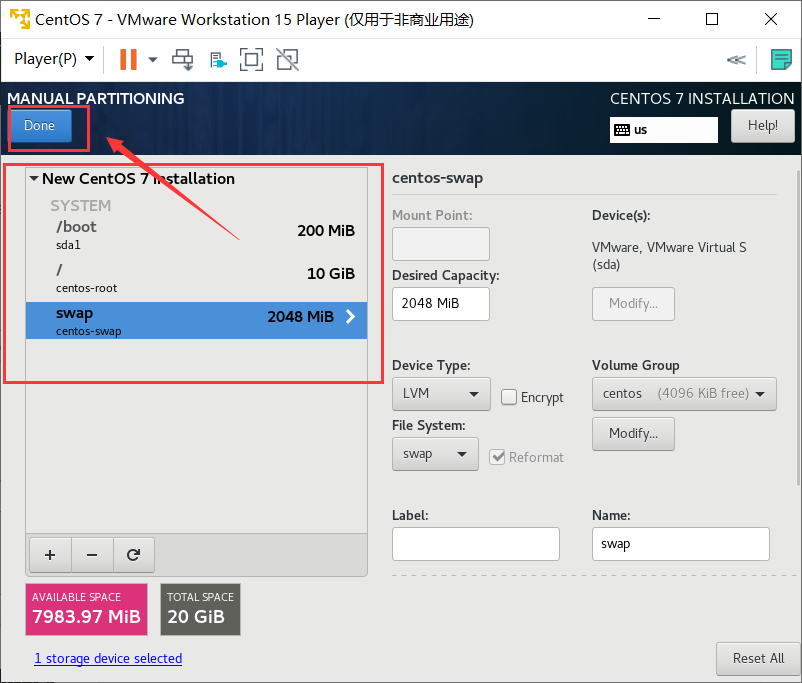 CentOS 7 - VMware Workstation 15 Player (仅用于非商业用途)
Player(P)
MANUAL PARTITIONING
CENTOS 7 INSTALLATION
Done
us
Help!
New CentOS 7 Installation
SYSTEM
/boot
200 MiB
sda1
/
10 GiB
centos-root
swap
2048 MiB
centos-swap
AVAILABLE SPACE
7983.97 MiB
TOTAL SPACE
20 GiB
1 storage device selected
centos-swap
Mount Point:
Desired Capacity:
2048 MiB
Device(s):
VMware, VMware Virtual S
(sda)
Modify...
Device Type:
LVM
Encrypt
Volume Group
centos (4096 KiB free)
Modify...
File System:
swap
Reformat
Label:
Name:
swap
Reset All